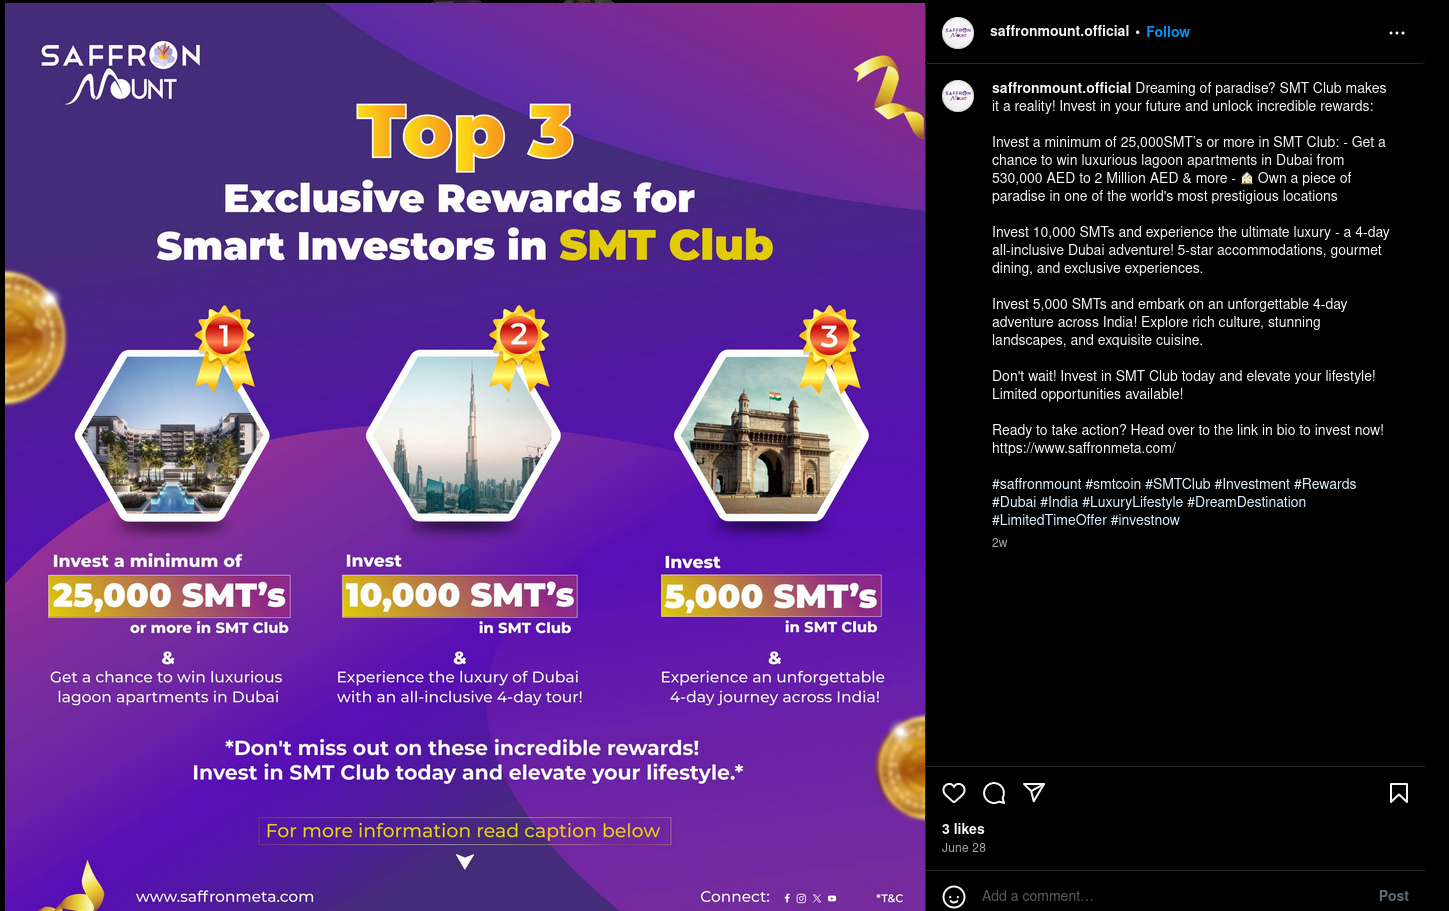 SAFFRON
MOUNT
Top 3
Exclusive Rewards for
Smart Investors in SMT Club
1
2
3
Invest a minimum of
25,000 SMT's
or more in SMT Club
&
Get a chance to win luxurious
lagoon apartments in Dubai
Invest
10,000 SMT's
in SMT Club
&
Experience the luxury of Dubai
with an all-inclusive 4-day tour!
Invest
5,000 SMT's
in SMT Club
&
Experience an unforgettable
4-day journey across India!
*Don't miss out on these incredible rewards!
Invest in SMT Club today and elevate your lifestyle.*
For more information read caption below
www.saffronmeta.com
Connect:
*T&C
SAFFRON
MOUNT
saffronmount.official • Follow
SAFFRON
MOUNT
saffronmount.official Dreaming of paradise? SMT Club makes
it a reality! Invest in your future and unlock incredible rewards:
Invest a minimum of 25,000SMT's or more in SMT Club: - Get a
chance to win luxurious lagoon apartments in Dubai from
530,000 AED to 2 Million AED & more - 🏠 Own a piece of
paradise in one of the world's most prestigious locations
Invest 10,000 SMTs and experience the ultimate luxury - a 4-day
all-inclusive Dubai adventure! 5-star accommodations, gourmet
dining, and exclusive experiences.
Invest 5,000 SMTs and embark on an unforgettable 4-day
adventure across India! Explore rich culture, stunning
landscapes, and exquisite cuisine.
Don't wait! Invest in SMT Club today and elevate your lifestyle!
Limited opportunities available!
Ready to take action? Head over to the link in bio to invest now!
https://www.saffronmeta.com/
#saffronmount #smtcoin #SMTClub #Investment #Rewards
#Dubai #India #LuxuryLifestyle #DreamDestination
#LimitedTimeOffer #investnow
2w
3 likes
June 28
Add a comment…
Post